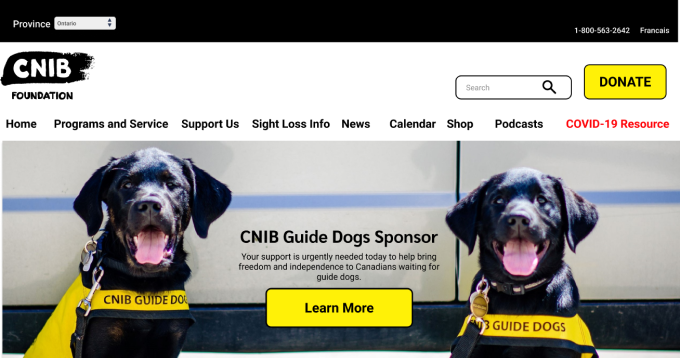 Province Ontario
1-800-563-2642 Francais
CNIB
FOUNDATION
Search
DONATE
Home Programs and Service Support Us Sight Loss Info News Calendar Shop Podcasts COVID-19 Resource
CNIB Guide Dogs Sponsor
Your support is urgently needed today to help bring
freedom and independence to Canadians waiting for
guide dogs.
Learn More
CNIB GUIDE
GUIDE DOGS